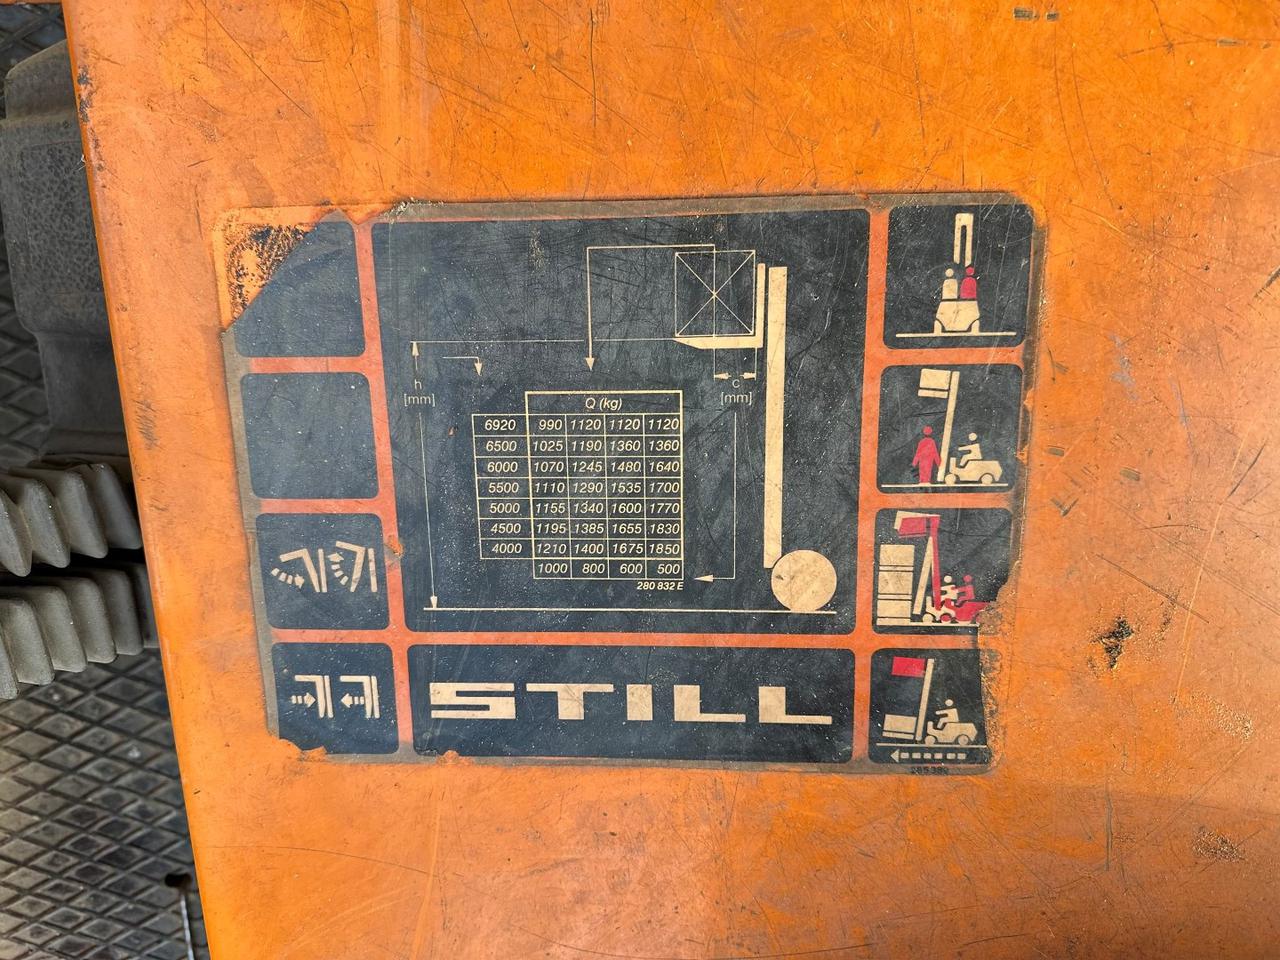 h
[mm]
c
[mm]
Q (kg)
6920 990 1120 1120 1120
6500 1025 1190 1360 1360
6000 1070 1245 1480 1640
5500 1110 1290 1535 1700
5000 1155 1340 1600 1770
4500 1195 1385 1655 1830
4000 1210 1400 1675 1850
1000 800 600 500
280 832 E
STILL